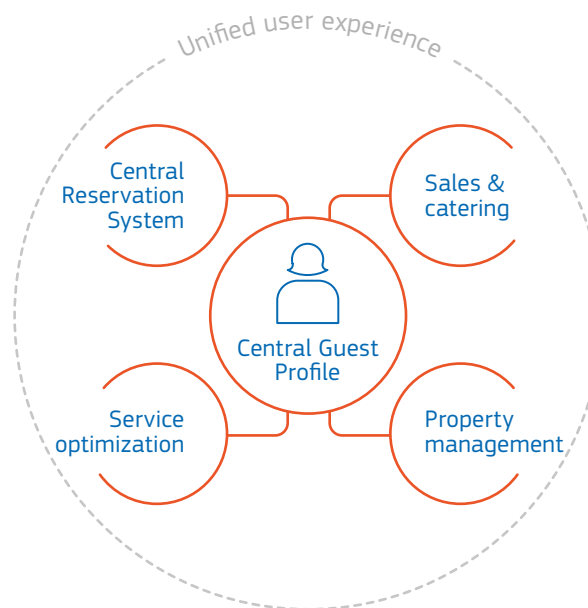 Unified user experience
Central
Reservation
System
Sales &
catering
Central Guest
Profile
Service
optimization
Property
management